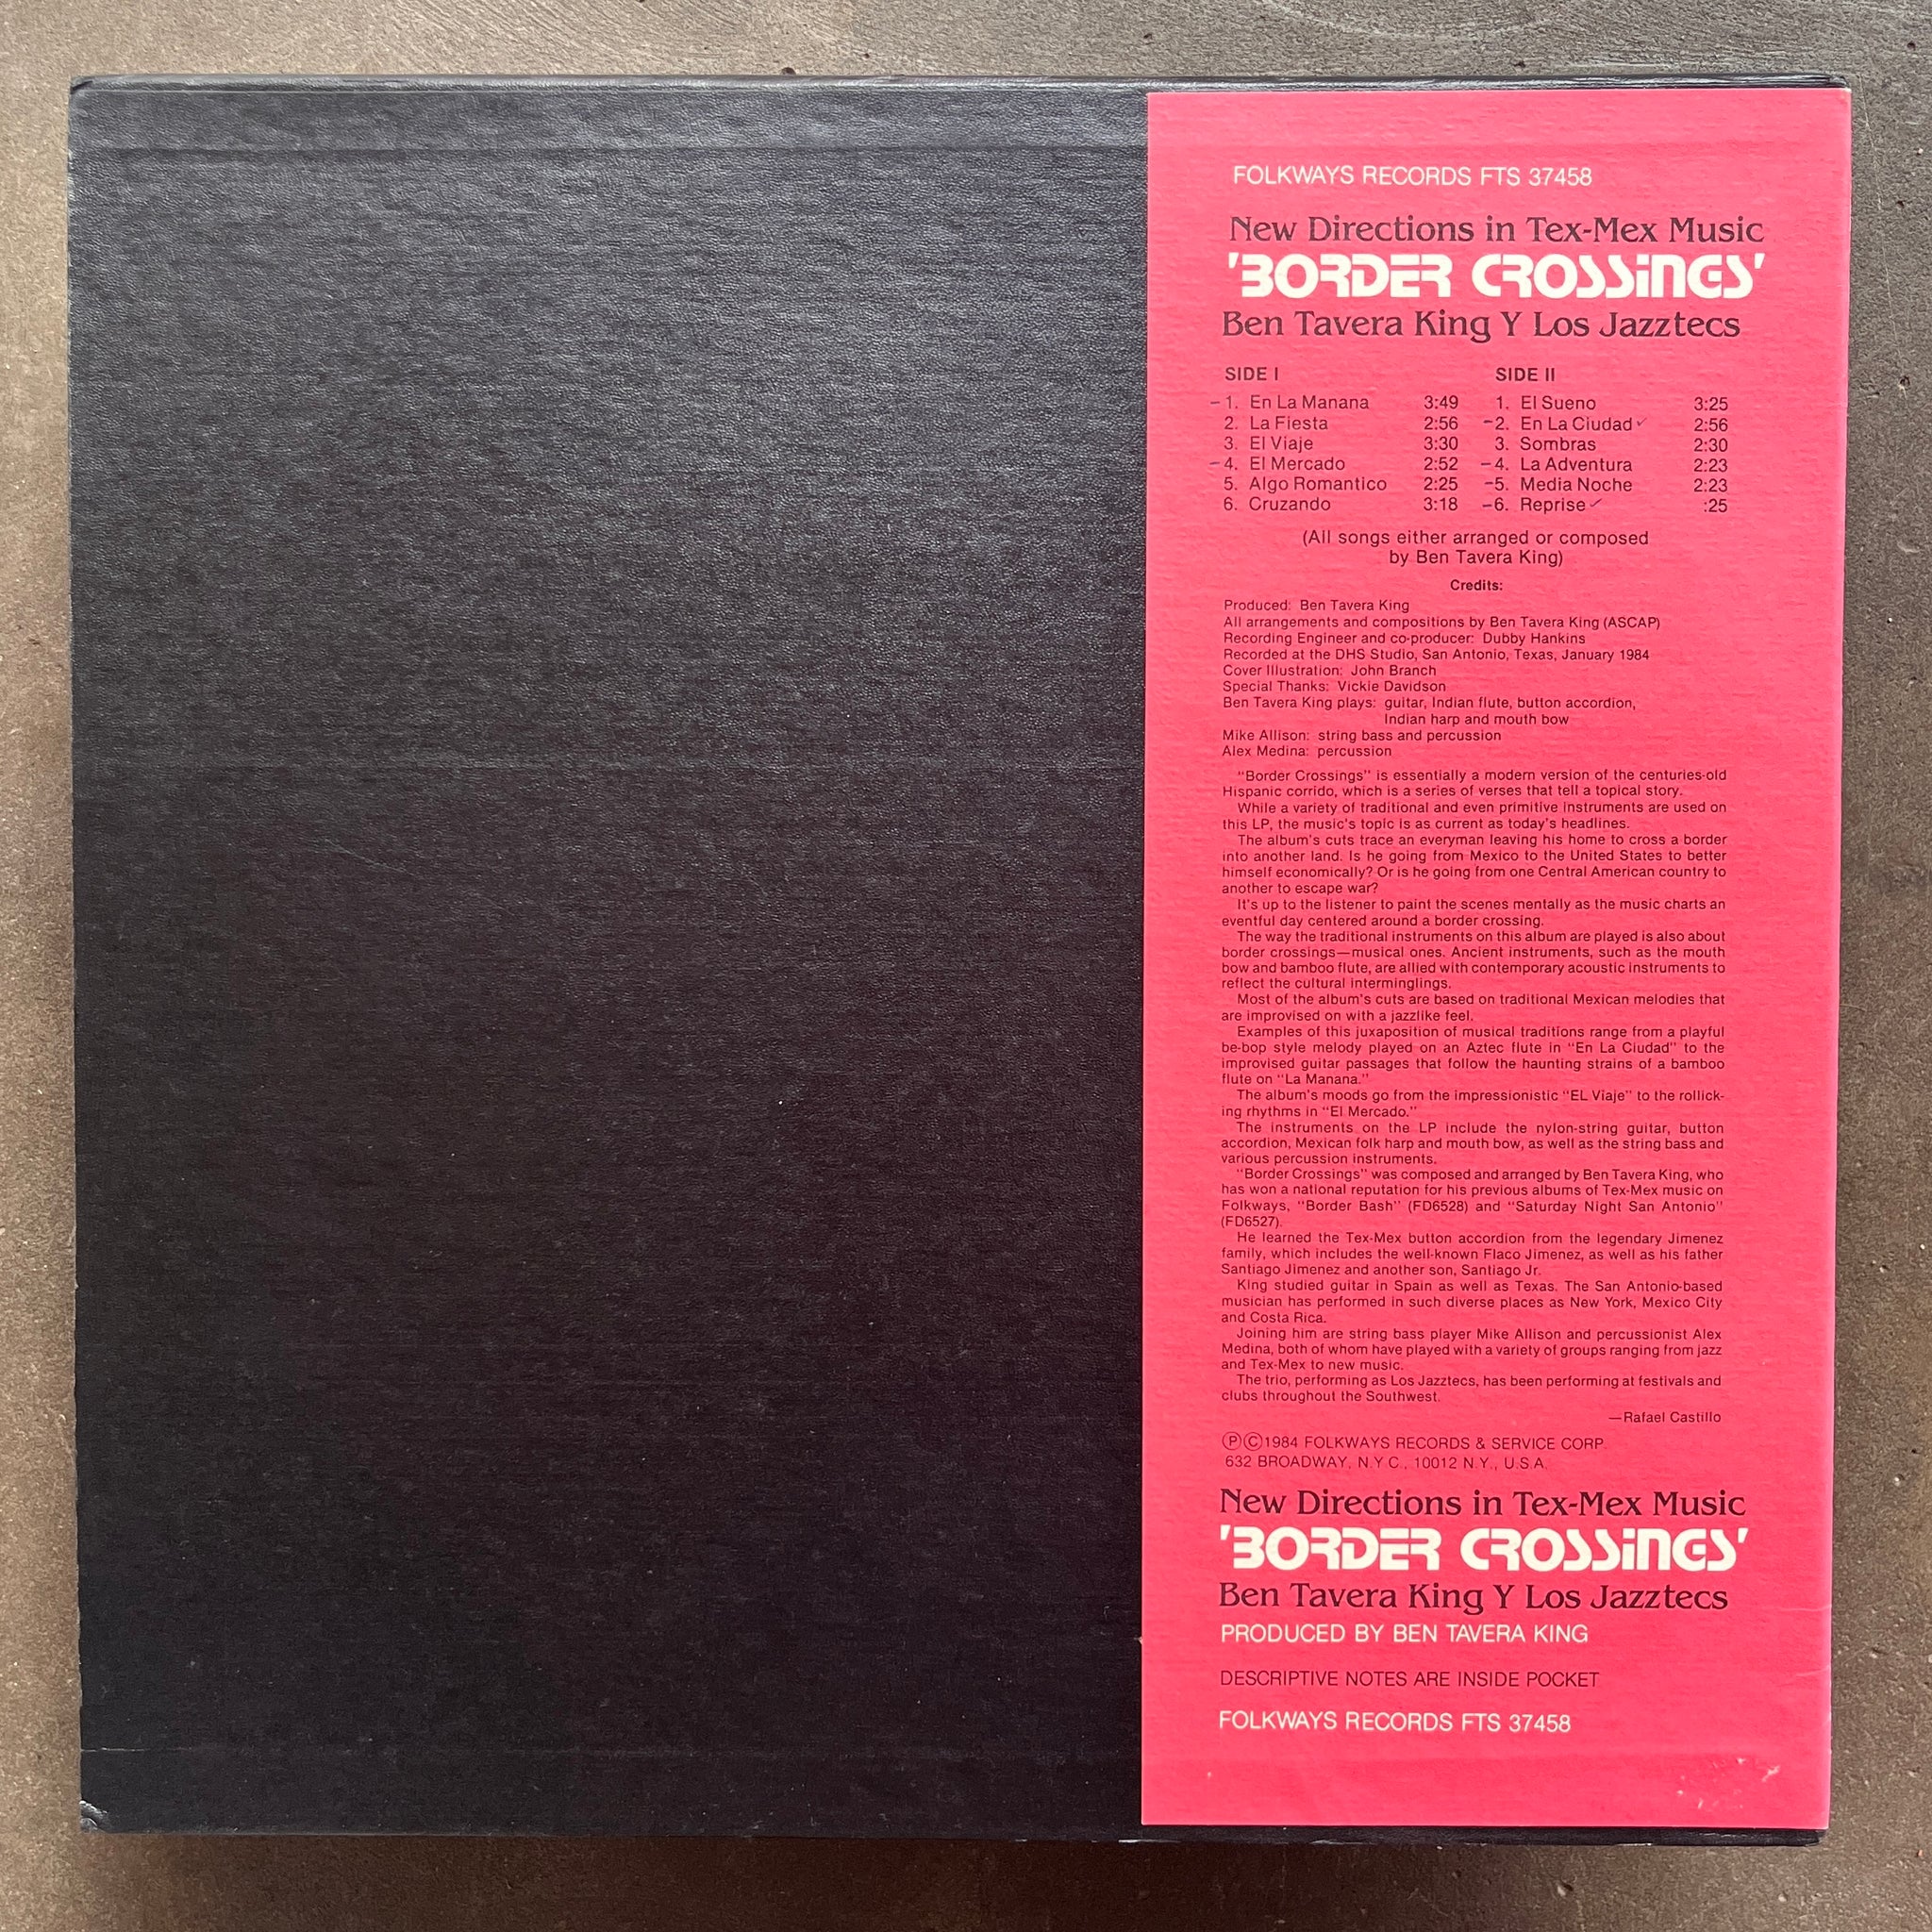 FOLKWAYS RECORDS FTS 37458
New Directions in Tex-Mex Music
'BORDER CROSSINGS'
Ben Tavera King Y Los Jazztecs
SIDE I
1. En La Manana 3:49
2. La Fiesta 2:56
3. El Viaje 3:30
4. El Mercado 2:52
5. Algo Romantico 2:25
6. Cruzando 3:18
SIDE II
1. El Sueno 3:25
2. En La Ciudad 2:56
3. Sombras 2:30
4. La Adventura 2:23
5. Media Noche 2:23
6. Reprise :25
(All songs either arranged or composed
by Ben Tavera King)
Credits:
Produced: Ben Tavera King
All arrangements and compositions by Ben Tavera King (ASCAP)
Recording Engineer and co-producer: Dubby Hankins
Recorded at the DHS Studio, San Antonio, Texas, January 1984
Cover Illustration: John Branch
Special Thanks: Vickie Davidson
Ben Tavera King plays: guitar, Indian flute, button accordion,
Indian harp and mouth bow
Mike Allison: string bass and percussion
Alex Medina: percussion
"Border Crossings" is essentially a modern version of the centuries-old
Hispanic corrido, which is a series of verses that tell a topical story.
While a variety of traditional and even primitive instruments are used on
this LP, the music's topic is as current as today's headlines.
The album's cuts trace an everyman leaving his home to cross a border
into another land. Is he going from Mexico to the United States to better
himself economically? Or is he going from one Central American country to
another to escape war?
It's up to the listener to paint the scenes mentally as the music charts an
eventful day centered around a border crossing.
The way the traditional instruments on this album are played is also about
border crossings—musical ones. Ancient instruments, such as the mouth
bow and bamboo flute, are allied with contemporary acoustic instruments to
reflect the cultural interminglings.
Most of the album's cuts are based on traditional Mexican melodies that
are improvised on with a jazzlike feel.
Examples of this juxaposition of musical traditions range from a playful
be-bop style melody played on an Aztec flute in "En La Ciudad" to the
improvised guitar passages that follow the haunting strains of a bamboo
flute on "La Manana."
The album's moods go from the impressionistic "EL Viaje" to the rollick-
ing rhythms in "El Mercado."
The instruments on the LP include the nylon-string guitar, button
accordion, Mexican folk harp and mouth bow, as well as the string bass and
various percussion instruments.
"Border Crossings" was composed and arranged by Ben Tavera King, who
has won a national reputation for his previous albums of Tex-Mex music on
Folkways, "Border Bash" (FD6528) and "Saturday Night San Antonio"
(FD6527).
He learned the Tex-Mex button accordion from the legendary Jimenez
family, which includes the well-known Flaco Jimenez, as well as his father
Santiago Jimenez and another son, Santiago Jr.
King studied guitar in Spain as well as Texas. The San Antonio-based
musician has performed in such diverse places as New York, Mexico City
and Costa Rica.
Joining him are string bass player Mike Allison and percussionist Alex
Medina, both of whom have played with a variety of groups ranging from jazz
and Tex-Mex to new music.
The trio, performing as Los Jazztecs, has been performing at festivals and
clubs throughout the Southwest.
—Rafael Castillo
Ⓟ©1984 FOLKWAYS RECORDS & SERVICE CORP.
632 BROADWAY, N.Y.C., 10012 N.Y., U.S.A.
New Directions in Tex-Mex Music
'BORDER CROSSINGS'
Ben Tavera King Y Los Jazztecs
PRODUCED BY BEN TAVERA KING
DESCRIPTIVE NOTES ARE INSIDE POCKET
FOLKWAYS RECORDS FTS 37458